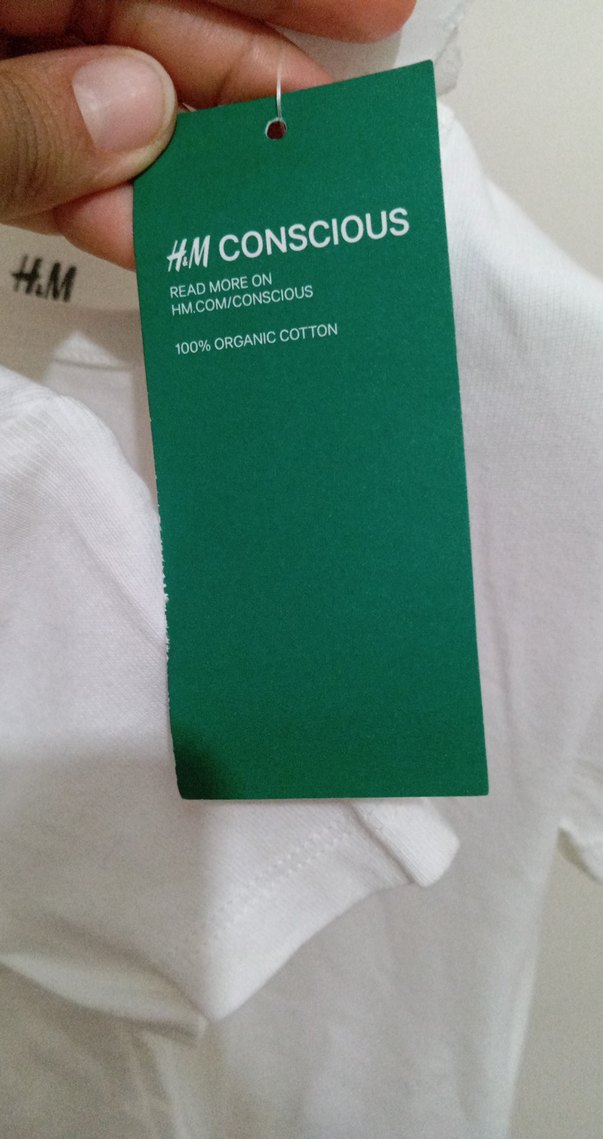 H&M CONSCIOUS
READ MORE ON
HM.COM/CONSCIOUS
100% ORGANIC COTTON
H&M